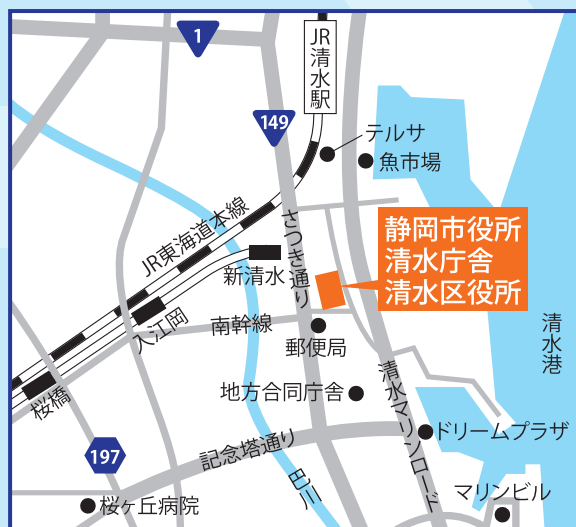 1
JR清水駅
149
テルサ
魚市場
JR東海道本線
さつき通り
静岡市役所
清水庁舎
清水区役所
新清水
入江岡
南幹線
郵便局
清水港
桜橋
地方合同庁舎
清水マリンロード
ドリームプラザ
記念塔通り
197
巴川
マリンビル
桜ヶ丘病院